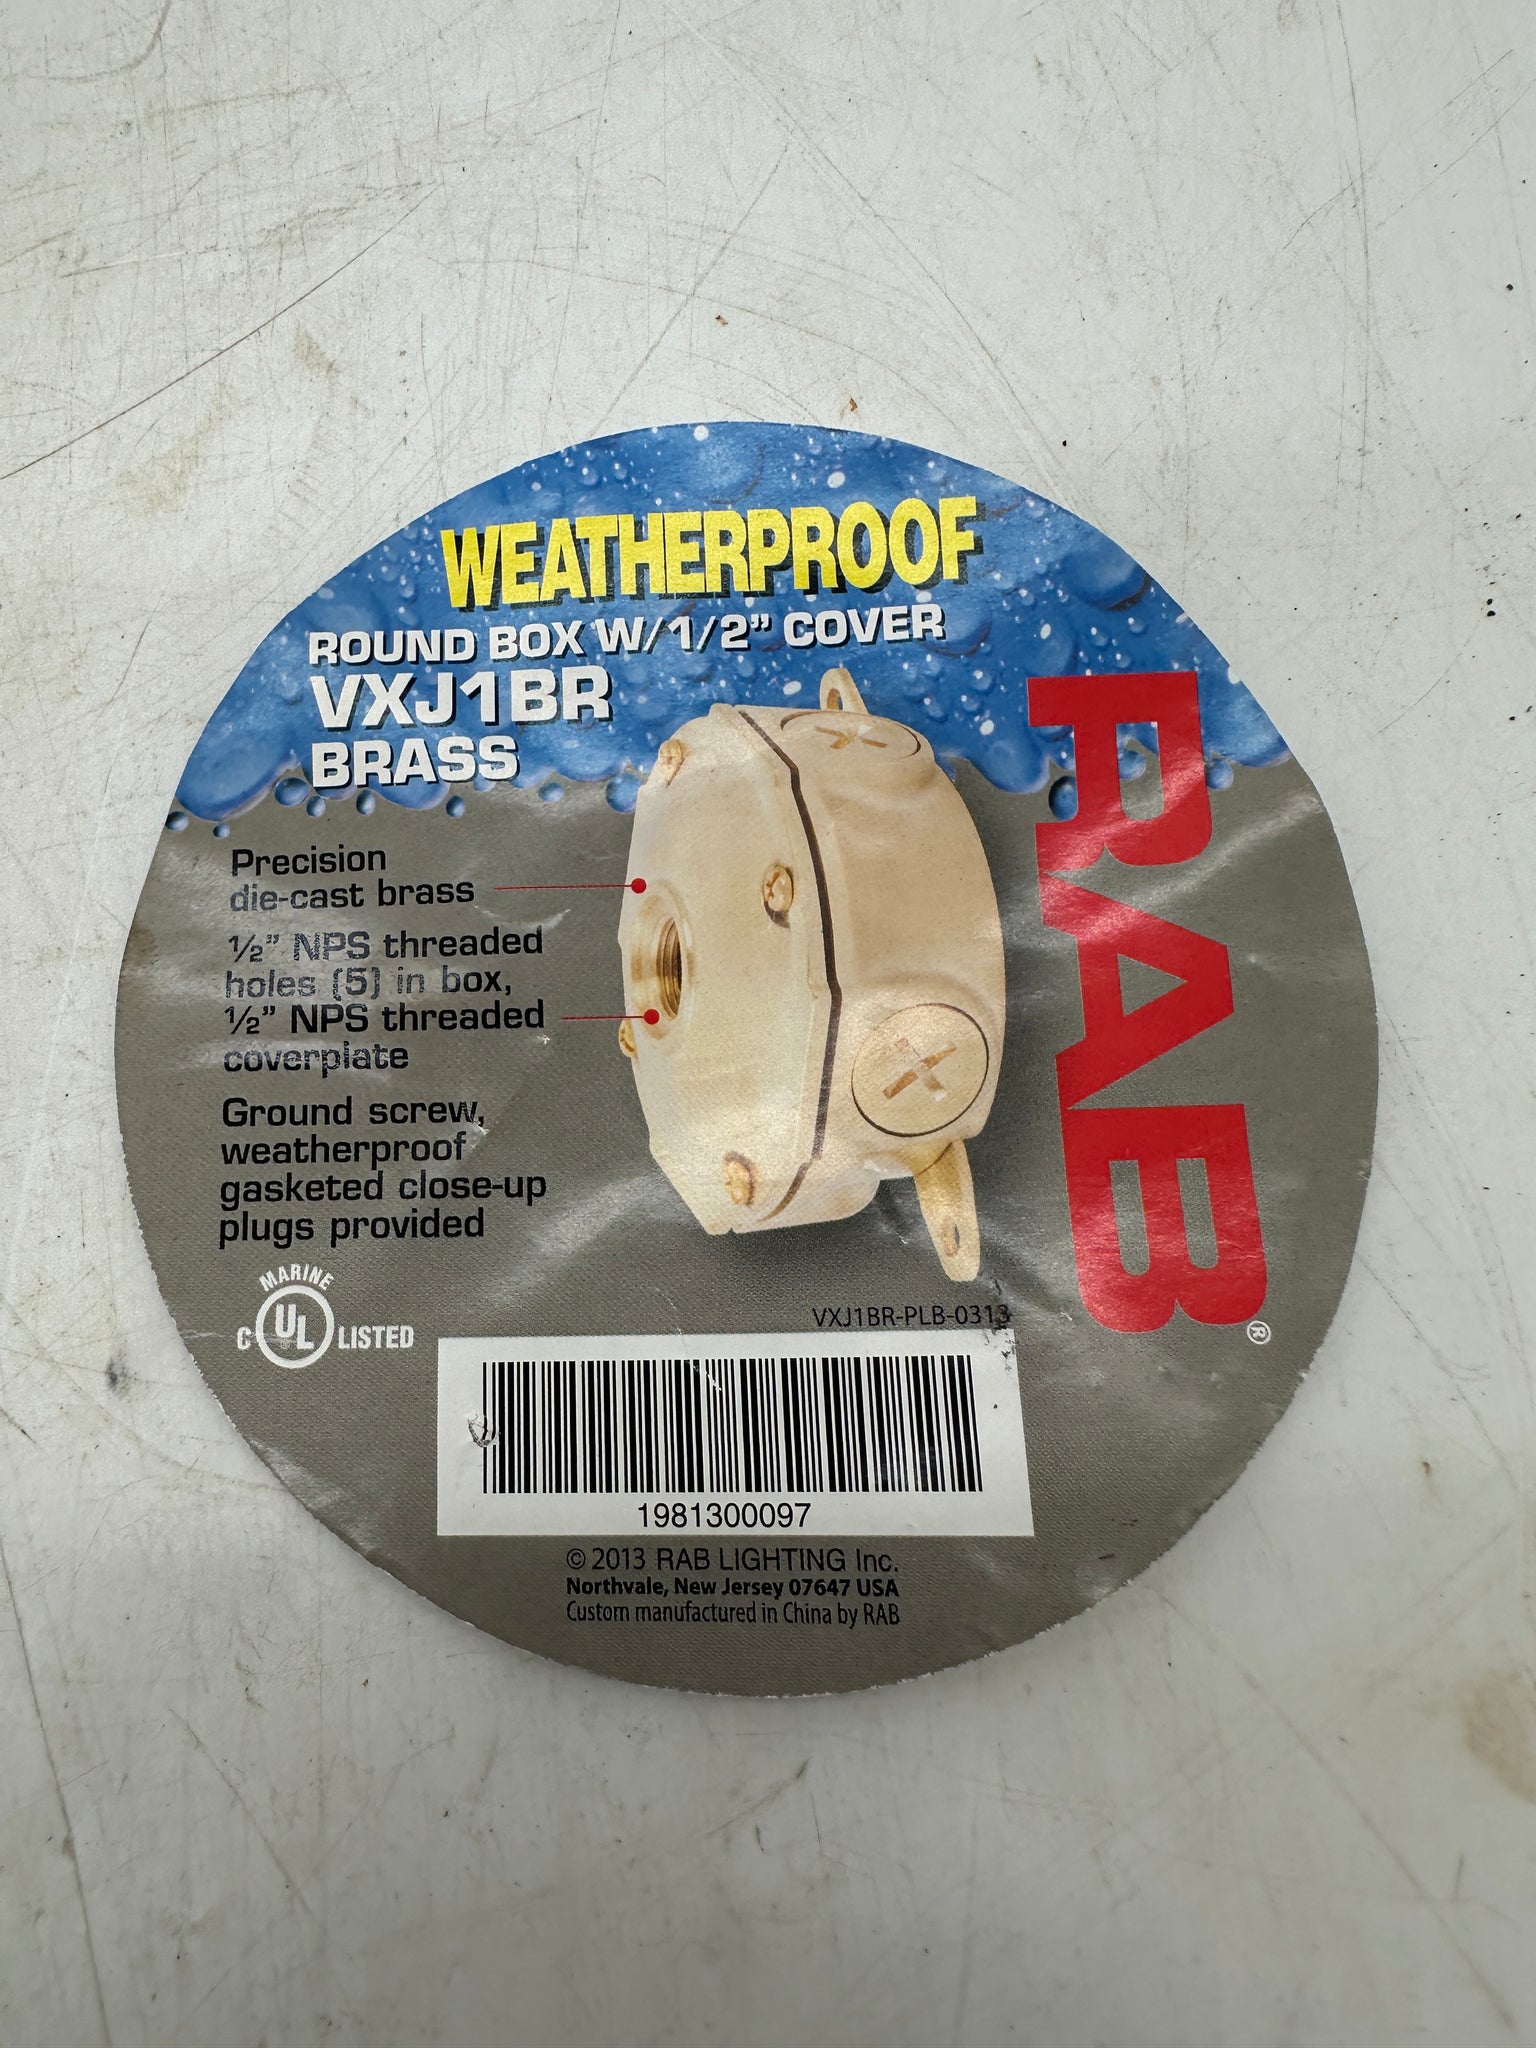 WEATHERPROOF
ROUND BOX W/1/2" COVER
VXJ1BR
BRASS
RAB®
Precision
die-cast brass
½" NPS threaded
holes (5) in box,
½" NPS threaded
coverplate
Ground screw,
weatherproof
gasketed close-up
plugs provided
MARINE
C UL LISTED
VXJ1BR-PLB-0313
1981300097
© 2013 RAB LIGHTING Inc.
Northvale, New Jersey 07647 USA
Custom manufactured in China by RAB